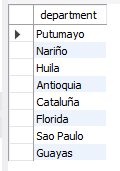 department
Putumayo
Nariño
Huila
Antioquia
Cataluña
Florida
Sao Paulo
Guayas